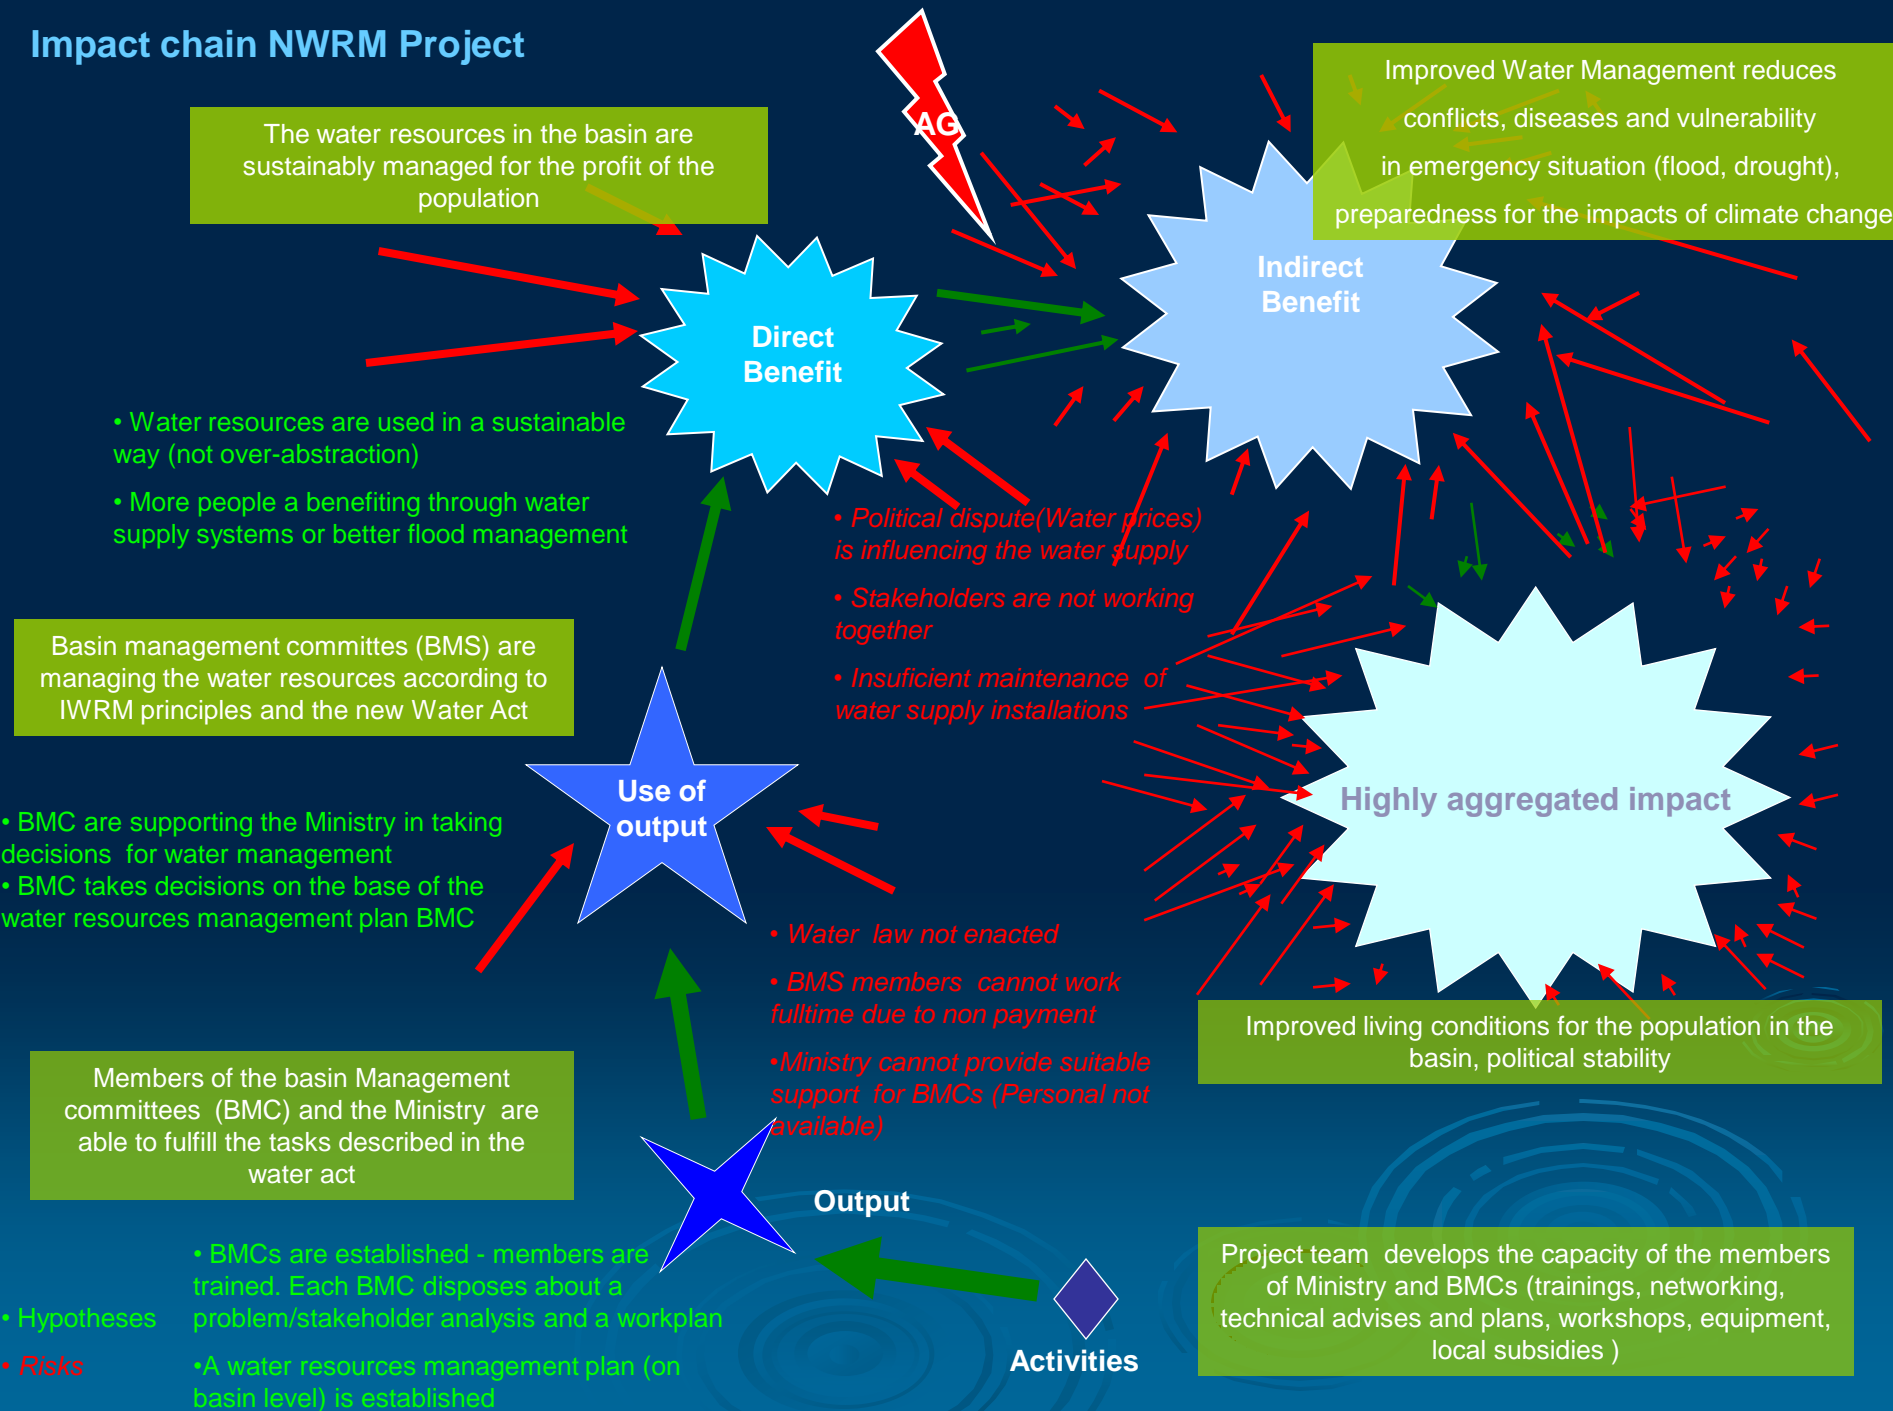 Impact chain NWRM Project
AG
Improved Water Management reduces
conflicts, diseases and vulnerability
in emergency situation (flood, drought),
preparedness for the impacts of climate change
The water resources in the basin are
sustainably managed for the profit of the
population
Indirect
Benefit
Direct
Benefit
• Water resources are used in a sustainable
way (not over-abstraction)
• More people a benefiting through water
supply systems or better flood management
• Political dispute(Water prices)
is influencing the water supply
• Stakeholders are not working
together
• Insuficient maintenance of
water supply installations
Basin management committes (BMS) are
managing the water resources according to
IWRM principles and the new Water Act
Use of
output
Highly aggregated impact
• BMC are supporting the Ministry in taking
decisions for water management
• BMC takes decisions on the base of the
water resources management plan BMC
• Water law not enacted
• BMS members cannot work
fulltime due to non payment
•Ministry cannot provide suitable
support for BMCs (Personal not
available)
Improved living conditions for the population in the
basin, political stability
Members of the basin Management
committees (BMC) and the Ministry are
able to fulfill the tasks described in the
water act
Output
• BMCs are established - members are
trained. Each BMC disposes about a
problem/stakeholder analysis and a workplan
•A water resources management plan (on
basin level) is established
• Hypotheses
• Risks
Activities
Project team develops the capacity of the members
of Ministry and BMCs (trainings, networking,
technical advises and plans, workshops, equipment,
local subsidies )